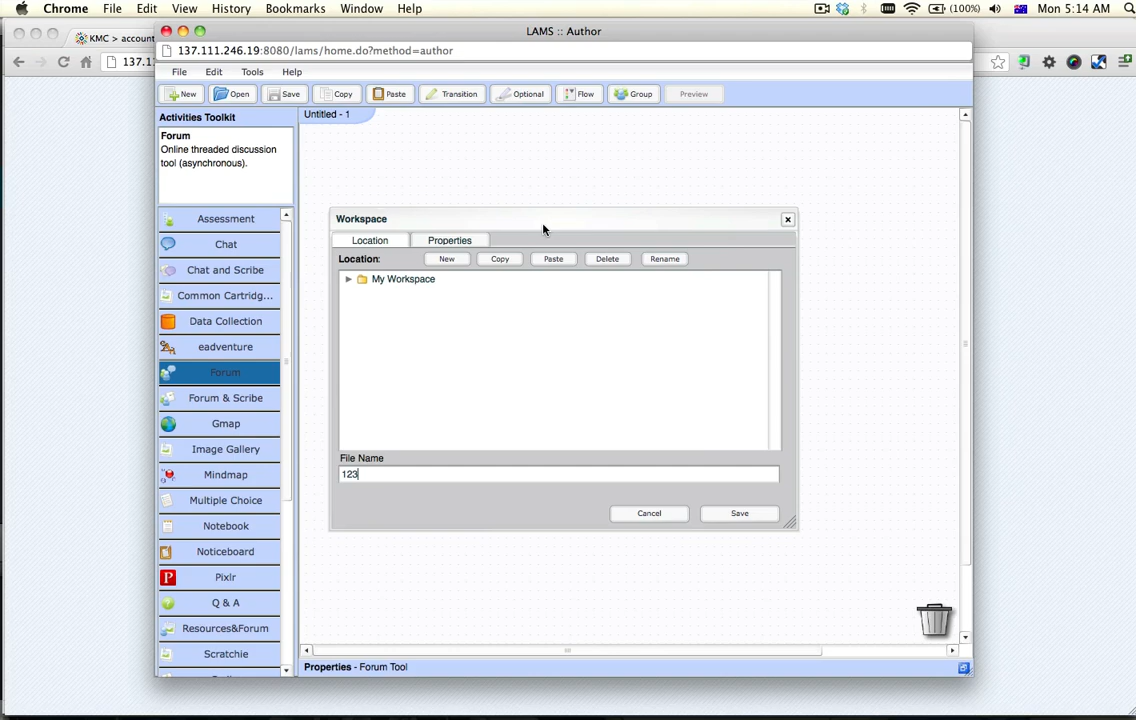 Chrome File Edit View History Bookmarks Window Help (100%) Mon 5:14 AM
LAMS :: Author
KMC > account
137.111.246.19:8080/lams/home.do?method=author
137.1
File Edit Tools Help
New Open Save Copy Paste Transition Optional Flow Group Preview
Activities Toolkit
Untitled - 1
Forum
Online threaded discussion
tool (asynchronous).
Assessment
Chat
Chat and Scribe
Common Cartridg...
Data Collection
eadventure
Forum
Forum & Scribe
Gmap
Image Gallery
Mindmap
Multiple Choice
Notebook
Noticeboard
Pixlr
Q & A
Resources&Forum
Scratchie
Workspace
Location Properties
Location: New Copy Paste Delete Rename
My Workspace
File Name
123
Cancel Save
Properties - Forum Tool